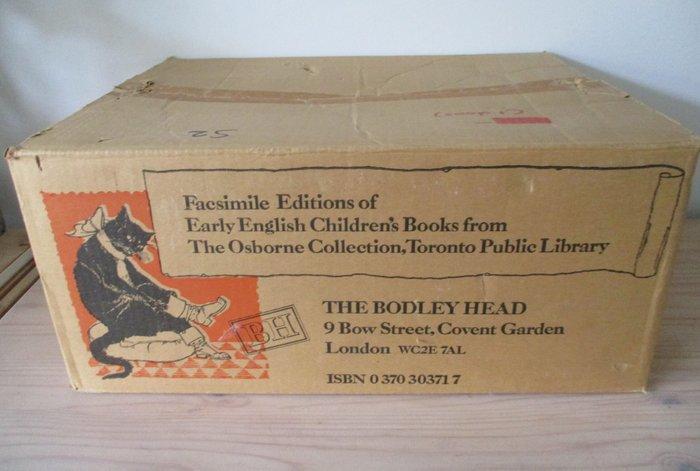 52
Facsimile Editions of
Early English Children's Books from
The Osborne Collection, Toronto Public Library
BH
THE BODLEY HEAD
9 Bow Street, Covent Garden
London WC2E 7AL
ISBN 0 370 30371 7